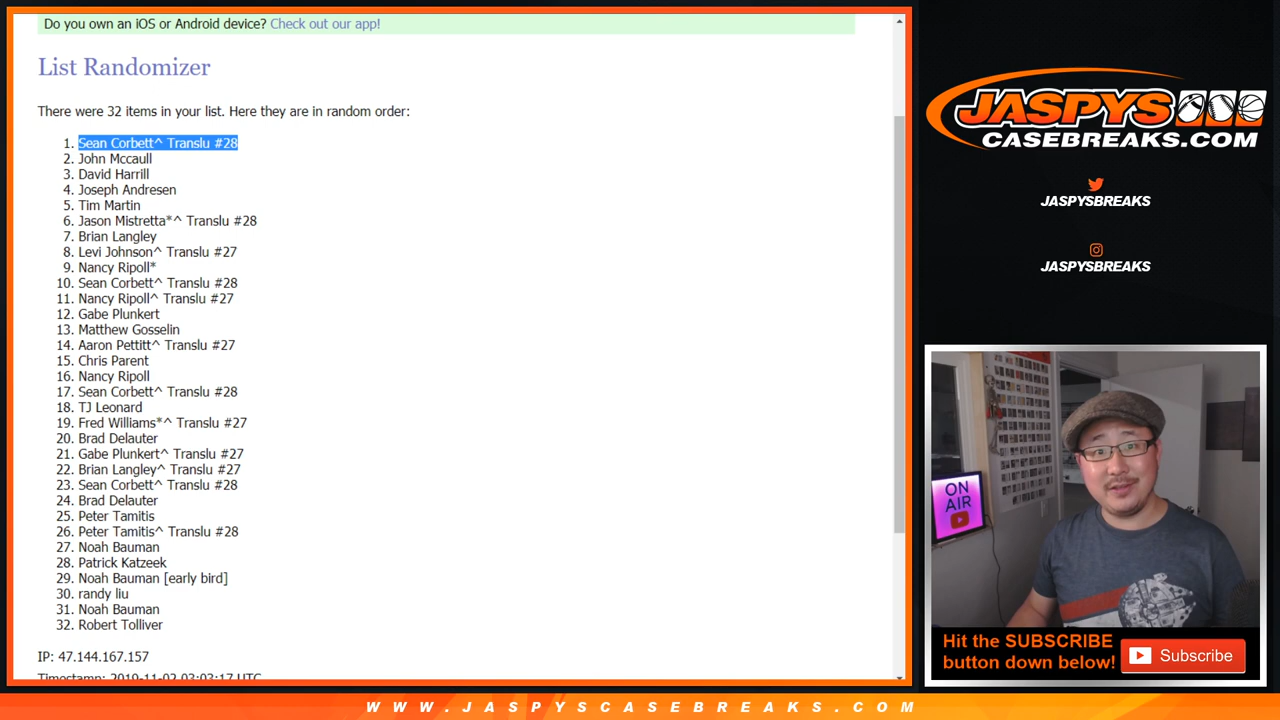 Do you own an iOS or Android device? Check out our app!
List Randomizer
There were 32 items in your list. Here they are in random order:
1. Sean Corbett^ Translu #28
2. John Mccaull
3. David Harrill
4. Joseph Andresen
5. Tim Martin
6. Jason Mistretta*^ Translu #28
7. Brian Langley
8. Levi Johnson^ Translu #27
9. Nancy Ripoll*
10. Sean Corbett^ Translu #28
11. Nancy Ripoll^ Translu #27
12. Gabe Plunkert
13. Matthew Gosselin
14. Aaron Pettitt^ Translu #27
15. Chris Parent
16. Nancy Ripoll
17. Sean Corbett^ Translu #28
18. TJ Leonard
19. Fred Williams*^ Translu #27
20. Brad Delauter
21. Gabe Plunkert^ Translu #27
22. Brian Langley^ Translu #27
23. Sean Corbett^ Translu #28
24. Brad Delauter
25. Peter Tamitis
26. Peter Tamitis^ Translu #28
27. Noah Bauman
28. Patrick Katzeek
29. Noah Bauman [early bird]
30. randy liu
31. Noah Bauman
32. Robert Tolliver
IP: 47.144.167.157
Timestamp: 2019-11-02 03:03:17 UTC
JASPYS
CASEBREAKS.COM
JASPYSBREAKS
JASPYSBREAKS
ON
AIR
Hit the SUBSCRIBE
button down below!
Subscribe
WWW.JASPYSCASEBREAKS.COM